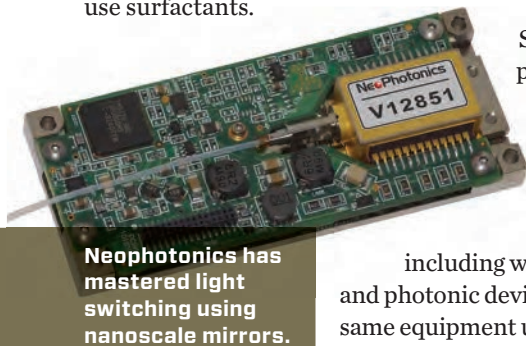 use surfactants.
S
p
NeoPhotonics
V12851
Neophotonics has
mastered light
switching using
nanoscale mirrors.
including w
and photonic devi
same equipment u